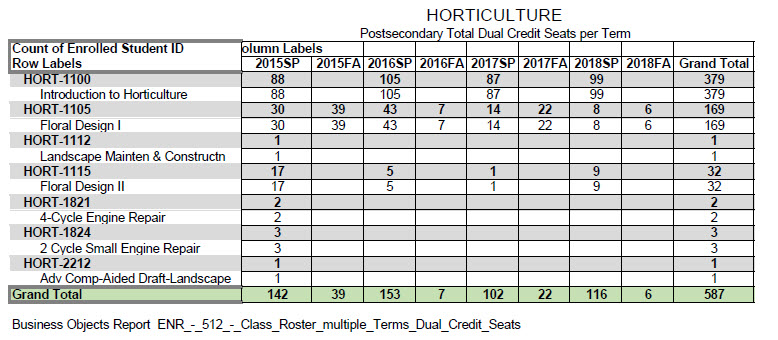 HORTICULTURE
Postsecondary Total Dual Credit Seats per Term
Count of Enrolled Student ID olumn Labels
Row Labels 2015SP 2015FA 2016SP 2016FA 2017SP 2017FA 2018SP 2018FA Grand Total
HORT-1100 88 105 87 99 379
Introduction to Horticulture 88 105 87 99 379
HORT-1105 30 39 43 7 14 22 8 6 169
Floral Design I 30 39 43 7 14 22 8 6 169
HORT-1112 1 1
Landscape Mainten & Constructn 1 1
HORT-1115 17 5 1 9 32
Floral Design II 17 5 1 9 32
HORT-1821 2 2
4-Cycle Engine Repair 2 2
HORT-1824 3 3
2 Cycle Small Engine Repair 3 3
HORT-2212 1 1
Adv Comp-Aided Draft-Landscape 1 1
Grand Total 142 39 153 7 102 22 116 6 587
Business Objects Report ENR_-_512_-_Class_Roster_multiple_Terms_Dual_Credit_Seats